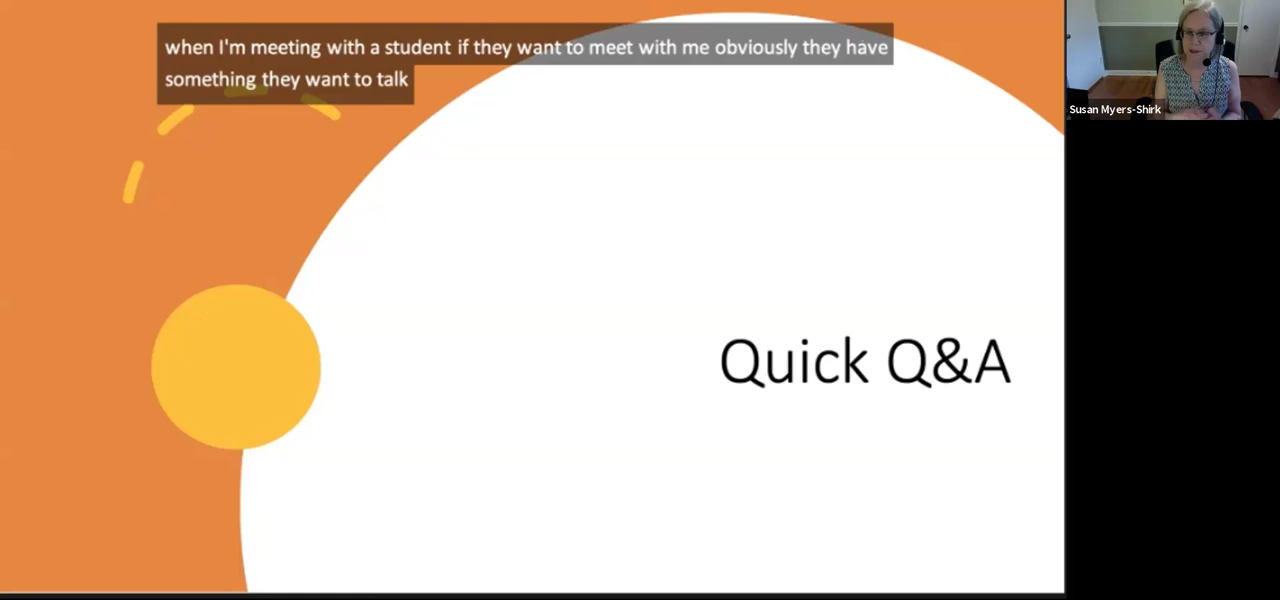 when I'm meeting with a student if they want to meet with me obviously they have
something they want to talk
Susan Myers-Shirk
Quick Q&A